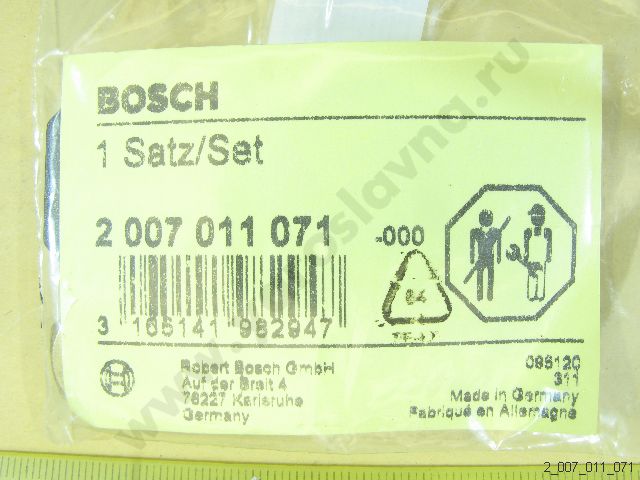 BOSCH
1 Satz/Set
2 007 011 071 -000
84
3 165141 982947
Robert Bosch GmbH
Auf der Breit 4
76227 Karlsruhe
Germany
311
Made in Germany
Fabriqué en Allemagne
2_007_011_071